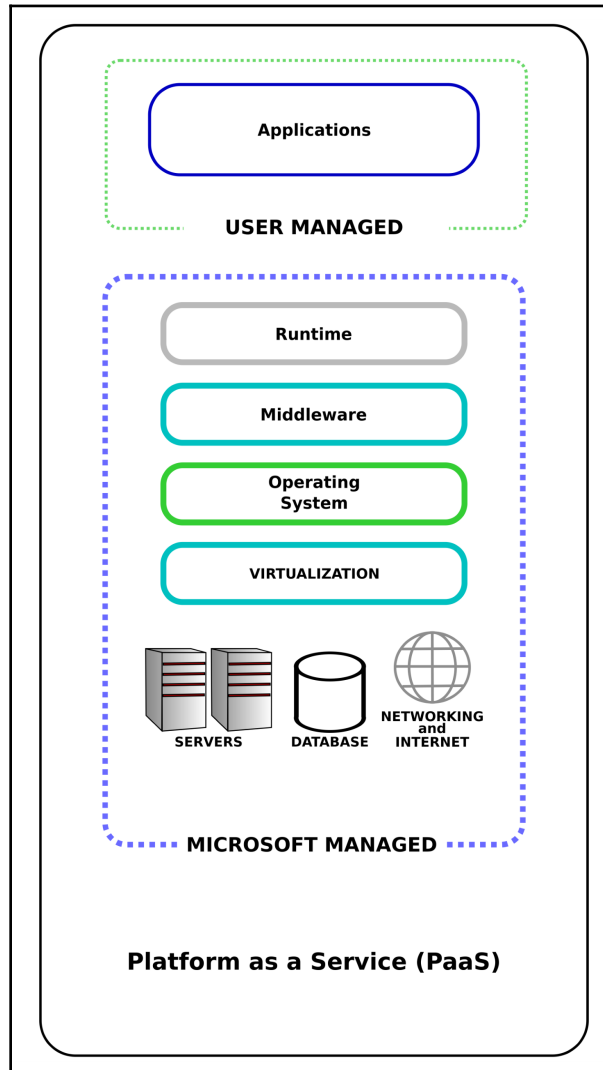 Applications
USER MANAGED
Runtime
Middleware
Operating
System
VIRTUALIZATION
SERVERS
DATABASE
NETWORKING
and
INTERNET
MICROSOFT MANAGED
Platform as a Service (PaaS)